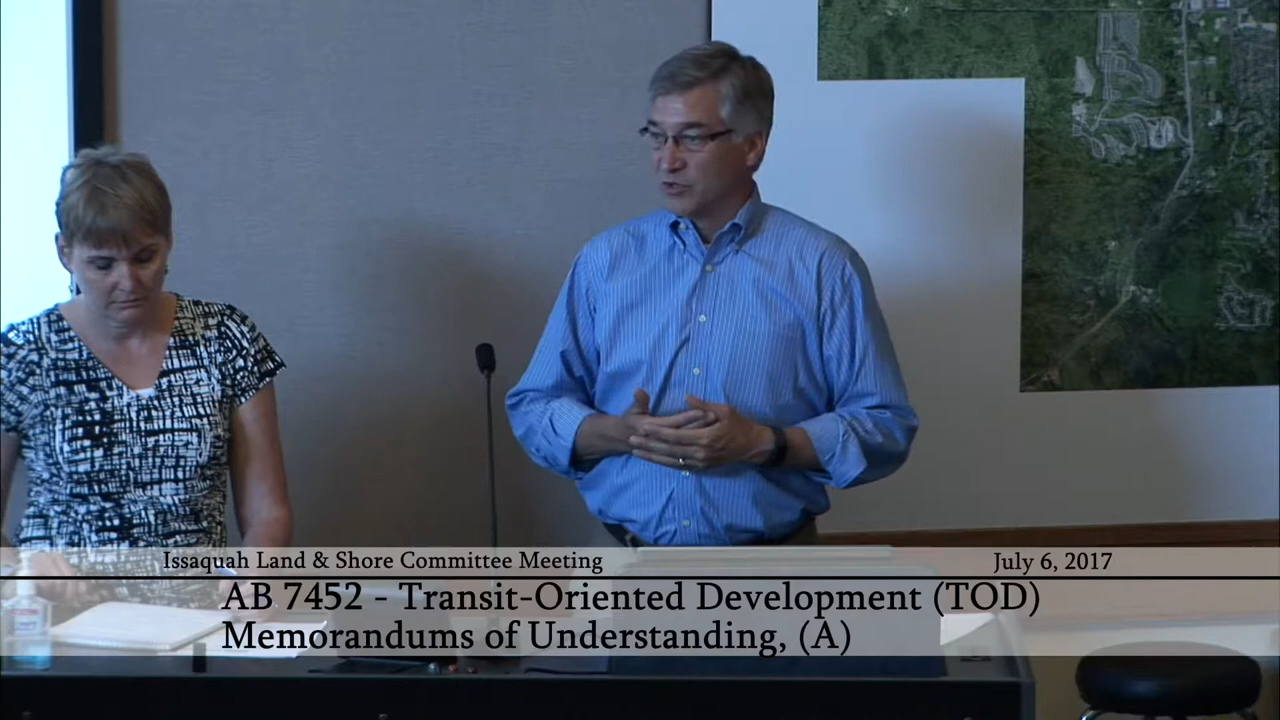 Issaquah Land & Shore Committee Meeting
July 6, 2017
AB 7452 - Transit-Oriented Development (TOD)
Memorandums of Understanding, (A)